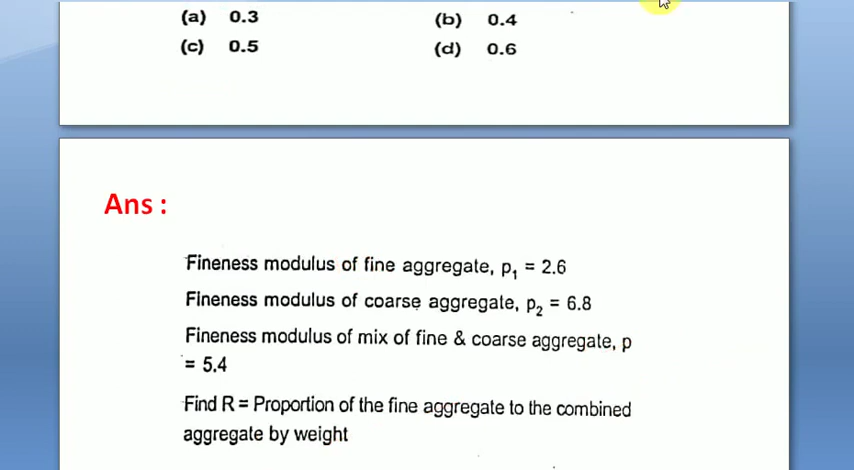 (a) 0.3 (b) 0.4
(c) 0.5 (d) 0.6
Ans :
Fineness modulus of fine aggregate, p₁ = 2.6
Fineness modulus of coarse aggregate, p₂ = 6.8
Fineness modulus of mix of fine & coarse aggregate, p
= 5.4
Find R = Proportion of the fine aggregate to the combined
aggregate by weight